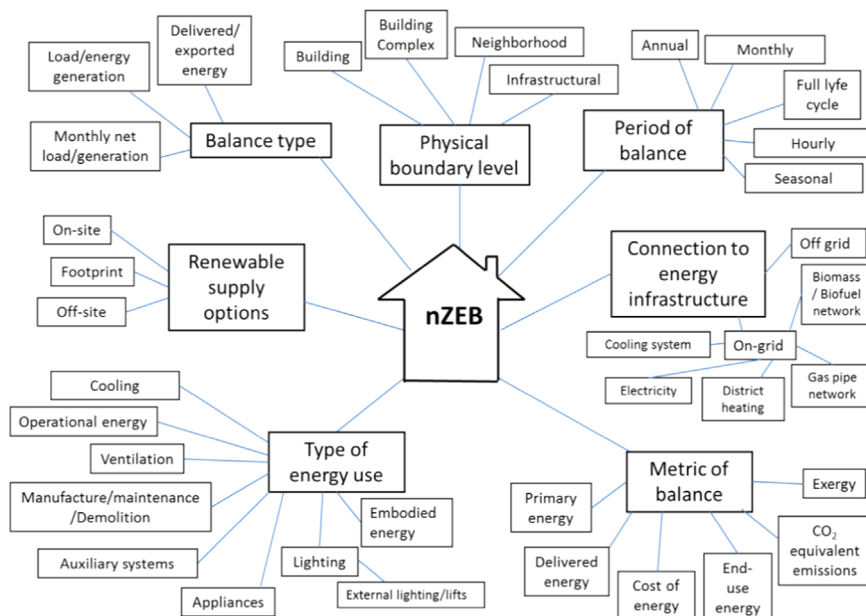 Delivered/
exported
energy
Load/energy
generation
Monthly net
load/generation
Balance type
Building
Building
Complex
Neighborhood
Infrastructural
Physical
boundary level
Annual
Monthly
Full lyfe
cycle
Hourly
Seasonal
Period of
balance
On-site
Footprint
Off-site
Renewable
supply
options
nZEB
Connection to
energy
infrastructure
Off grid
Biomass
/ Biofuel
network
On-grid
Cooling system
Electricity
District
heating
Gas pipe
network
Cooling
Operational energy
Ventilation
Manufacture/maintenance
/Demolition
Auxiliary systems
Appliances
Type of
energy use
Embodied
energy
Lighting
External lighting/lifts
Metric of
balance
Primary
energy
Delivered
energy
Cost of
energy
End-
use
energy
CO₂
equivalent
emissions
Exergy